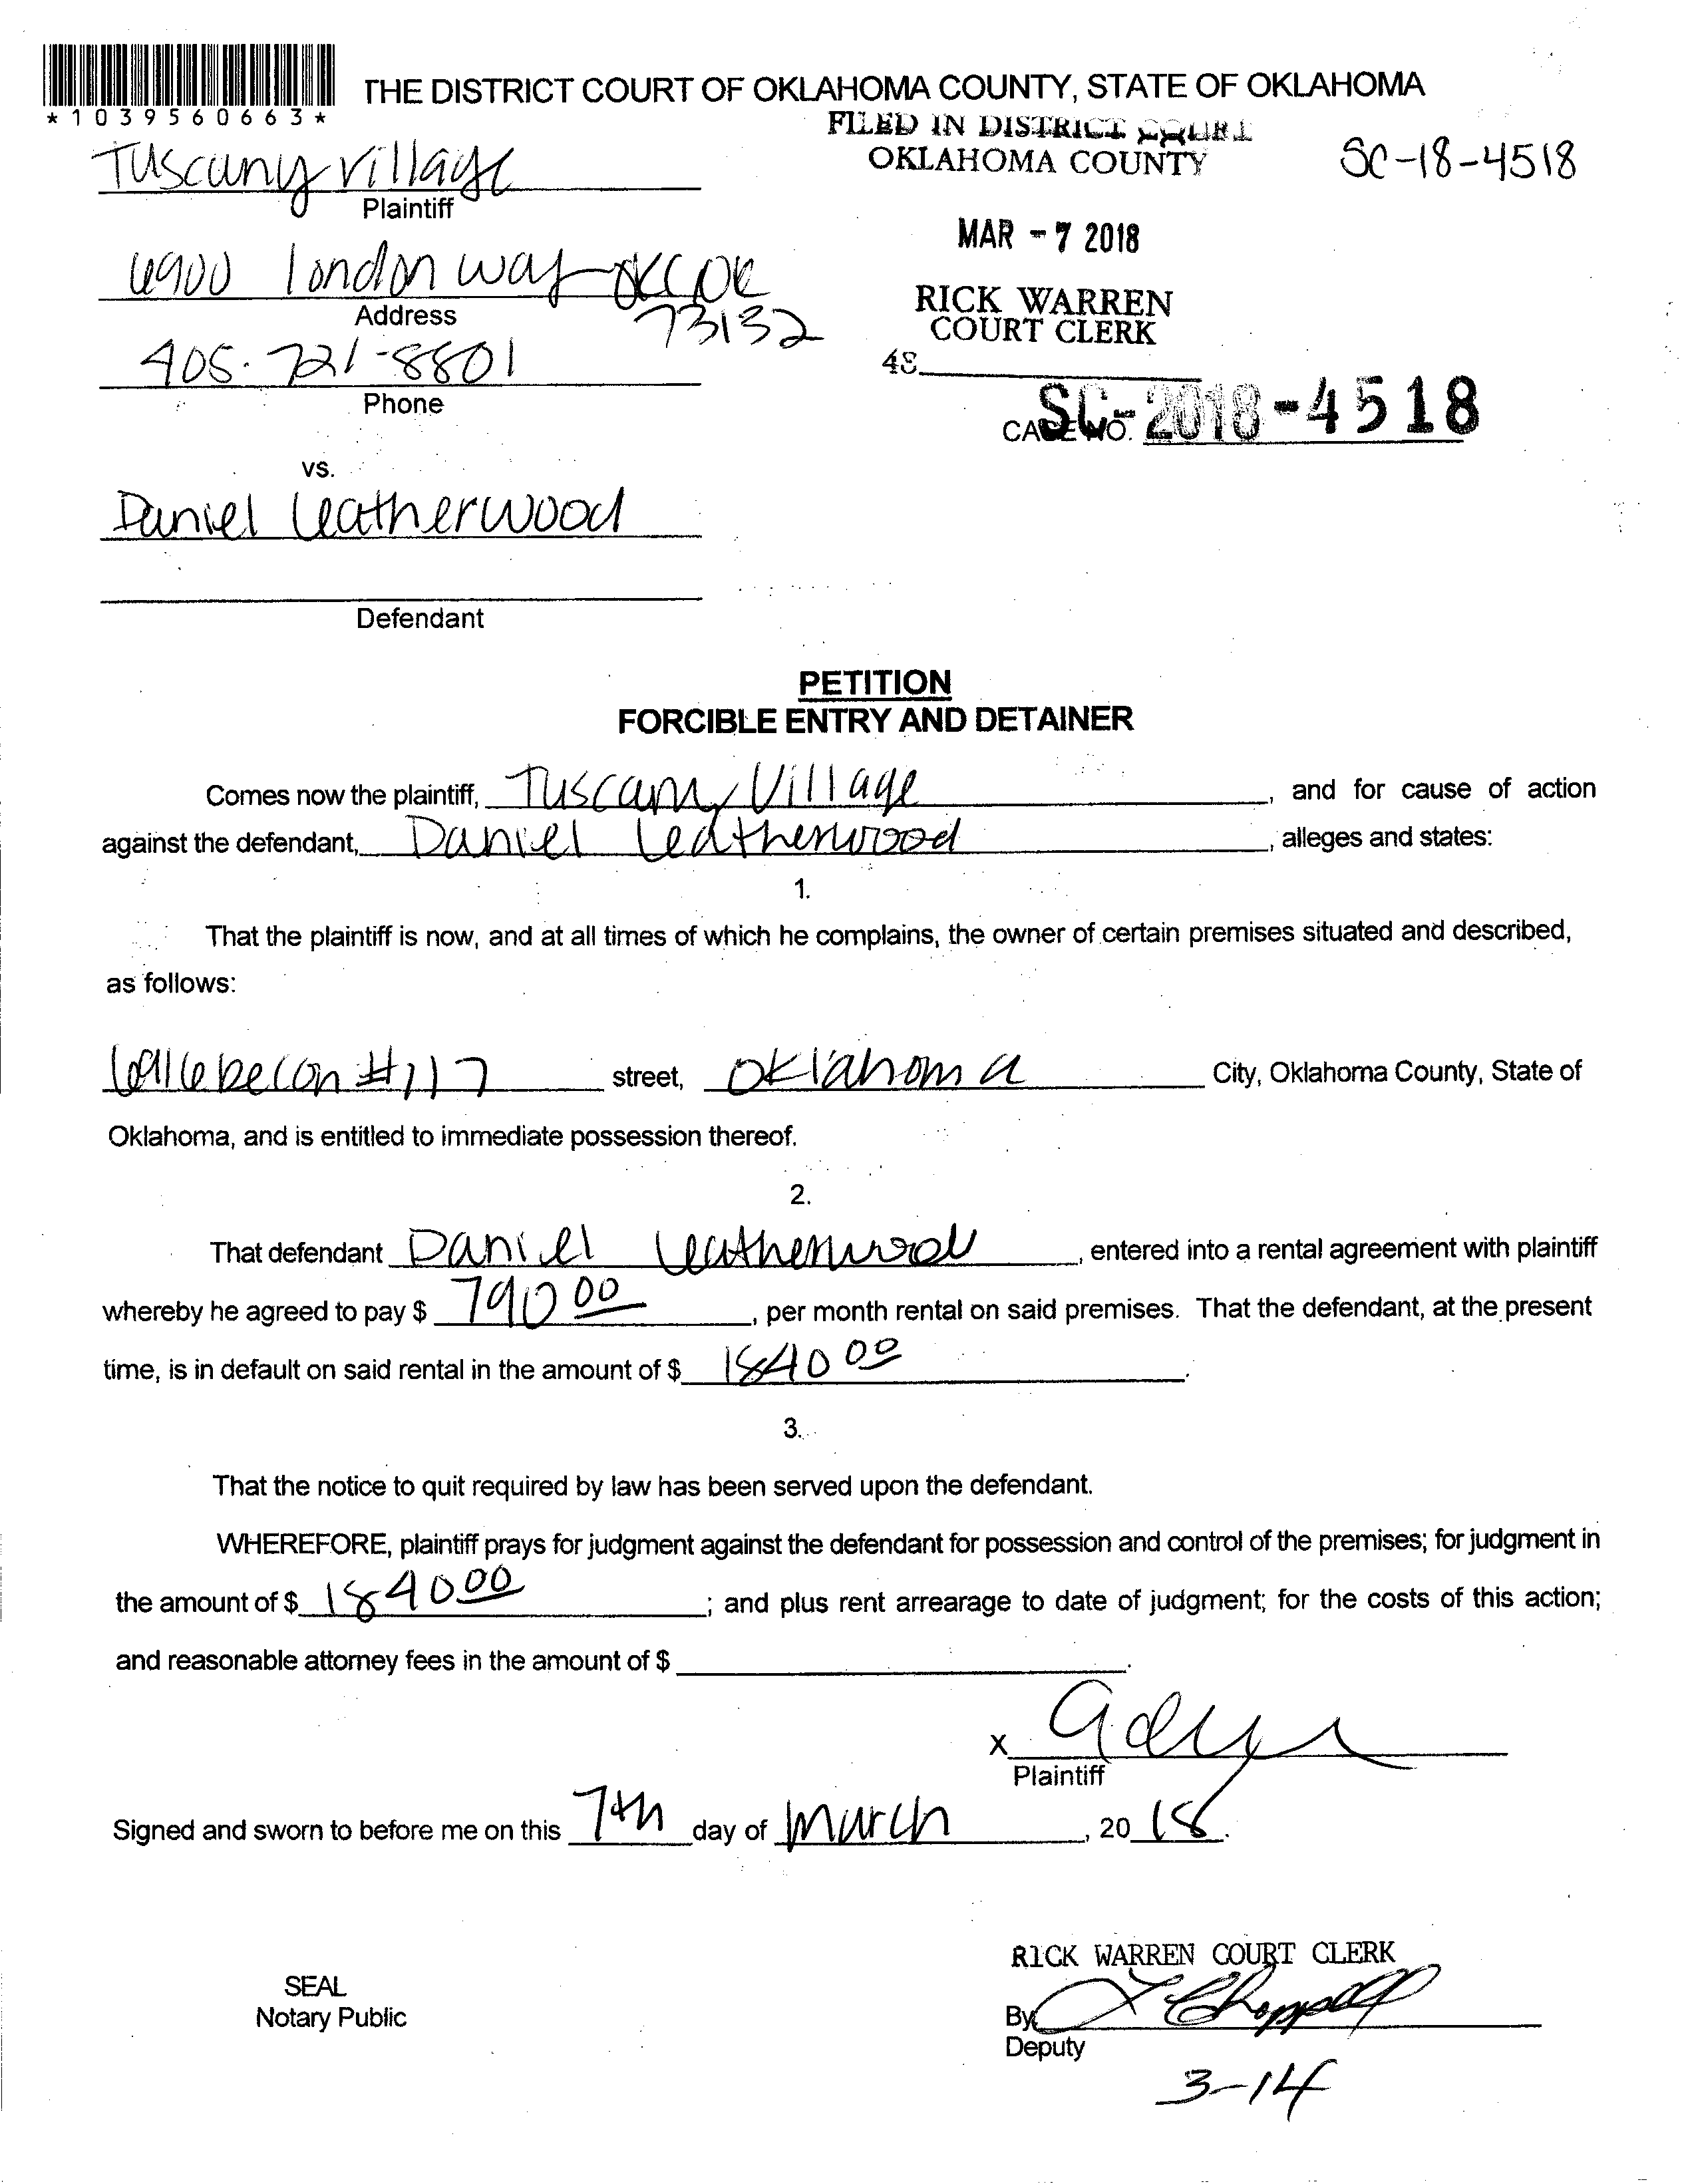 *1039560663*
THE DISTRICT COURT OF OKLAHOMA COUNTY, STATE OF OKLAHOMA
FILED IN DISTRICT COURT
OKLAHOMA COUNTY
SC-18-4518
Tuscany Village
Plaintiff
MAR - 7 2018
6900 London Way OKC OK
73132
Address
RICK WARREN
COURT CLERK
405-721-8801
48
Phone
CASE NO. SC-2018-4518
vs.
Daniel Leatherwood
Defendant
PETITION
FORCIBLE ENTRY AND DETAINER
Comes now the plaintiff, Tuscany Village, and for cause of action
against the defendant, Daniel Leatherwood, alleges and states:
1.
That the plaintiff is now, and at all times of which he complains, the owner of certain premises situated and described,
as follows:
#117 street, Oklahoma City, Oklahoma County, State of
Oklahoma, and is entitled to immediate possession thereof.
2.
That defendant Daniel Leatherwood, entered into a rental agreement with plaintiff
whereby he agreed to pay $ 790 00, per month rental on said premises. That the defendant, at the present
time, is in default on said rental in the amount of $ 1840 00.
3.
That the notice to quit required by law has been served upon the defendant.
WHEREFORE, plaintiff prays for judgment against the defendant for possession and control of the premises; for judgment in
the amount of $ 1840 00; and plus rent arrearage to date of judgment; for the costs of this action;
and reasonable attorney fees in the amount of $ .
X
Plaintiff
Signed and sworn to before me on this 7th day of March, 2018.
RICK WARREN COURT CLERK
SEAL
Notary Public
By
Deputy
3-14